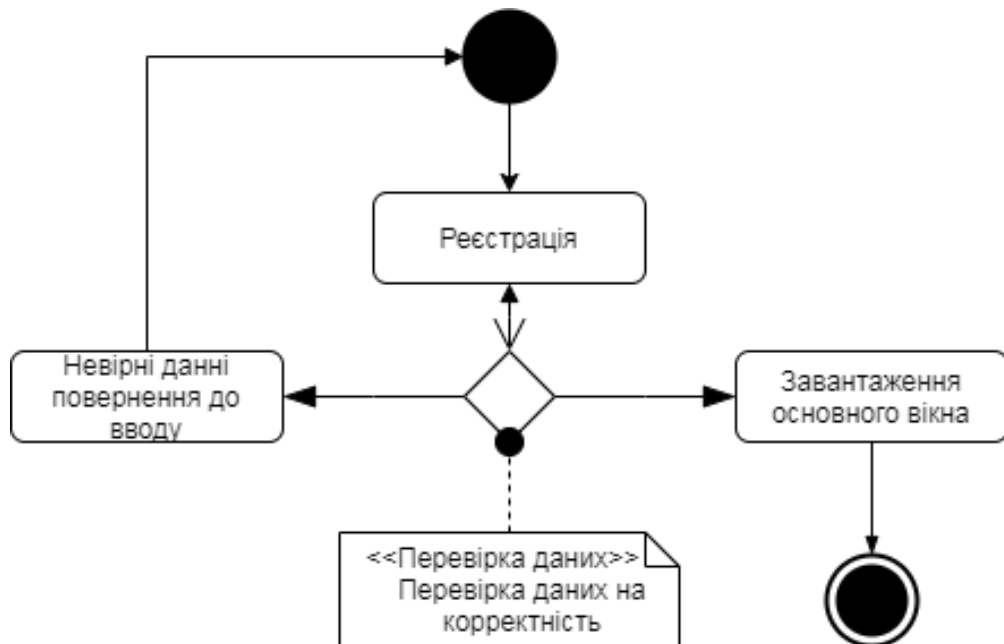 Реєстрація
Невірні данні
повернення до
вводу
Завантаження
основного вікна
<<Перевірка даних>>
Перевірка даних на
корректність